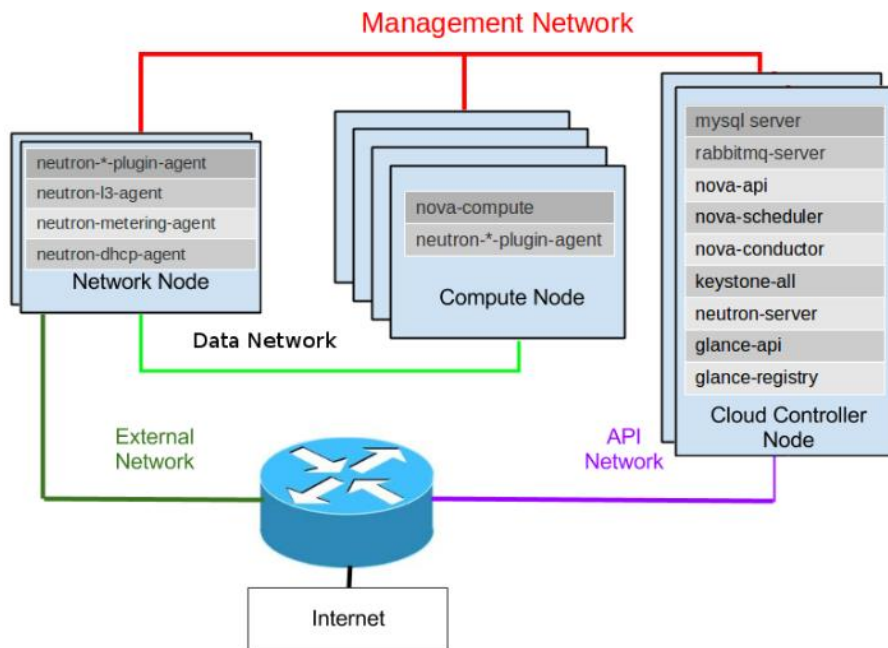 Management Network
neutron-*-plugin-agent
neutron-l3-agent
neutron-metering-agent
neutron-dhcp-agent
Network Node
nova-compute
neutron-*-plugin-agent
Compute Node
mysql server
rabbitmq-server
nova-api
nova-scheduler
nova-conductor
keystone-all
neutron-server
glance-api
glance-registry
Cloud Controller
Node
Data Network
External
Network
API
Network
Internet